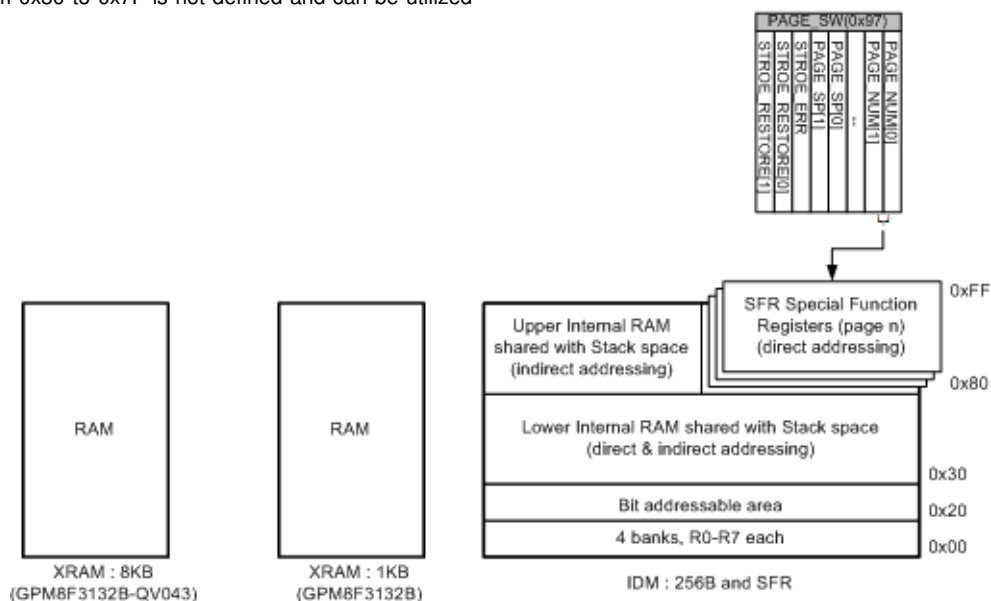 0x30 to 0x7F is not defined and can be utilized
PAGE_SW(0x97)
PAGE_NUM[0]
PAGE_NUM[1]
--
PAGE_SP[0]
PAGE_SP[1]
STROE_ERR
STROE_RESTORE[0]
STROE_RESTORE[1]
0xFF
SFR Special Function
Registers (page n)
(direct addressing)
0x80
Upper Internal RAM
shared with Stack space
(indirect addressing)
RAM
RAM
Lower Internal RAM shared with Stack space
(direct & indirect addressing)
0x30
Bit addressable area
0x20
4 banks, R0-R7 each
0x00
XRAM : 8KB
(GPM8F3132B-QV043)
XRAM : 1KB
(GPM8F3132B)
IDM : 256B and SFR